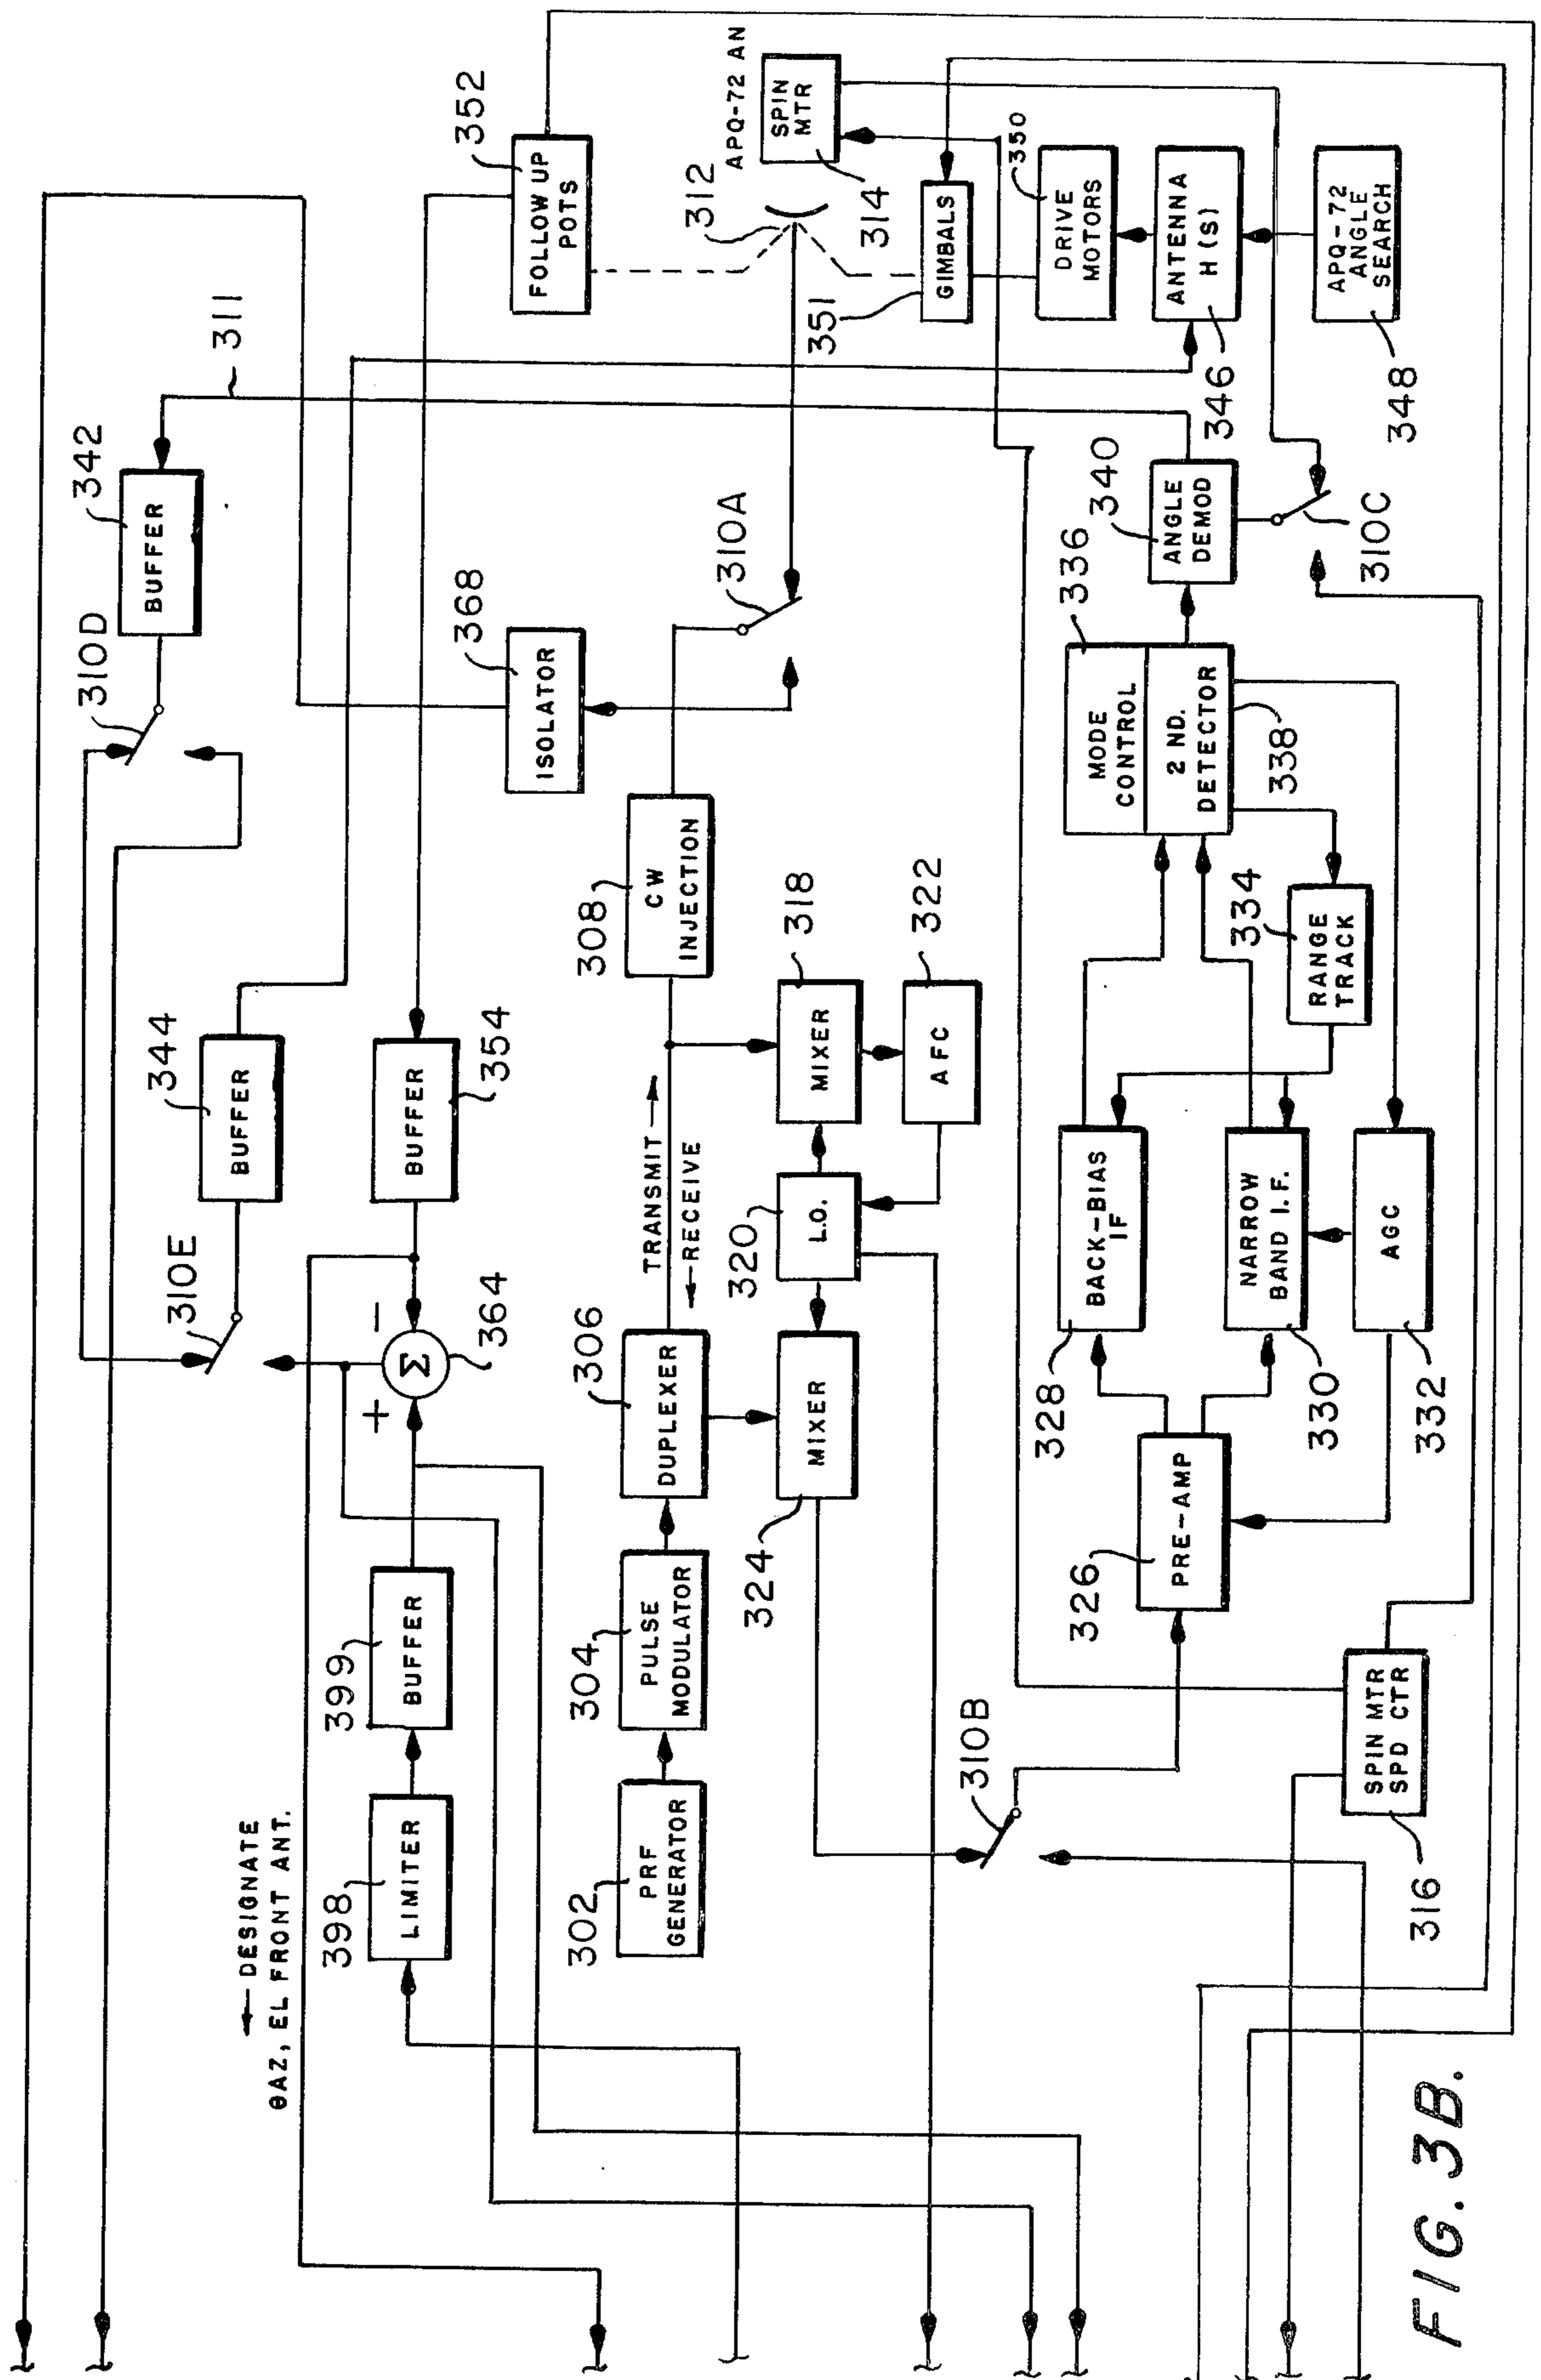 342
BUFFER
310D
311
352
FOLLOW UP
POTS
344
BUFFER
310E
BUFFER
354
APQ-72 AN
SPIN
MTR
314
312
368
ISOLATOR
310A
← DESIGNATE
θAZ, EL FRONT ANT.
398
LIMITER
399
BUFFER
+
Σ
−
364
302
PRF
GENERATOR
304
PULSE
MODULATOR
306
DUPLEXER
TRANSMIT →
← RECEIVE
308
CW
INJECTION
351
GIMBALS
350
DRIVE
MOTORS
324
MIXER
320
L.O.
MIXER
318
AFC
322
ANTENNA
H(S)
346
APQ-72
ANGLE
SEARCH
348
310B
326
PRE-AMP
328
BACK-BIAS
IF
NARROW
BAND I.F.
330
AGC
332
334
RANGE
TRACK
336
MODE
CONTROL
2 ND.
DETECTOR
338
340
ANGLE
DEMOD
310C
SPIN MTR
SPD CTR
316
FIG. 3B.